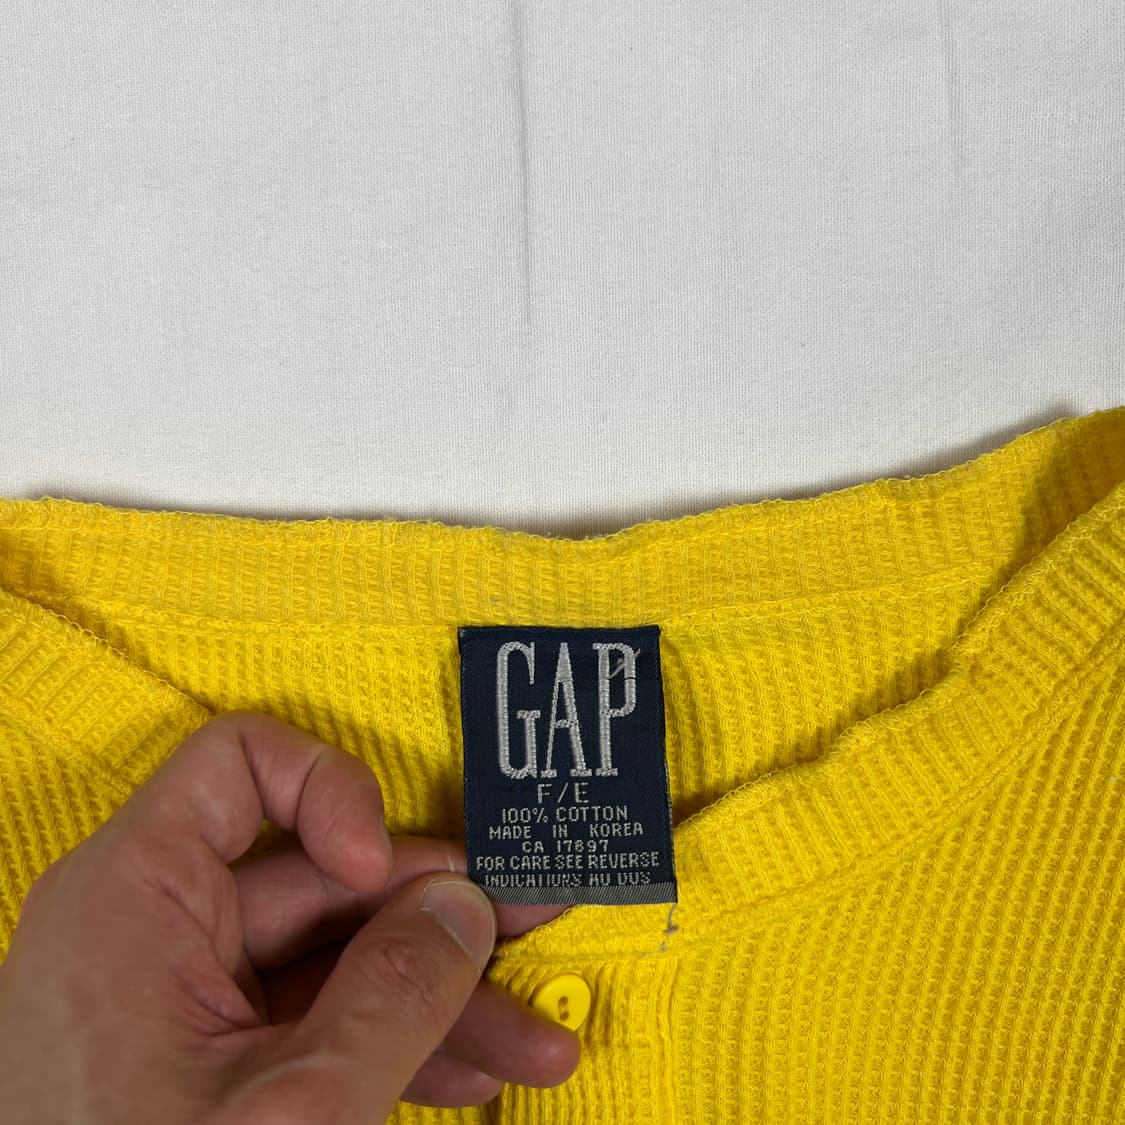 GAP
F/E
100% COTTON
MADE IN KOREA
CA 17897
FOR CARE SEE REVERSE
INDICATIONS AU DOS